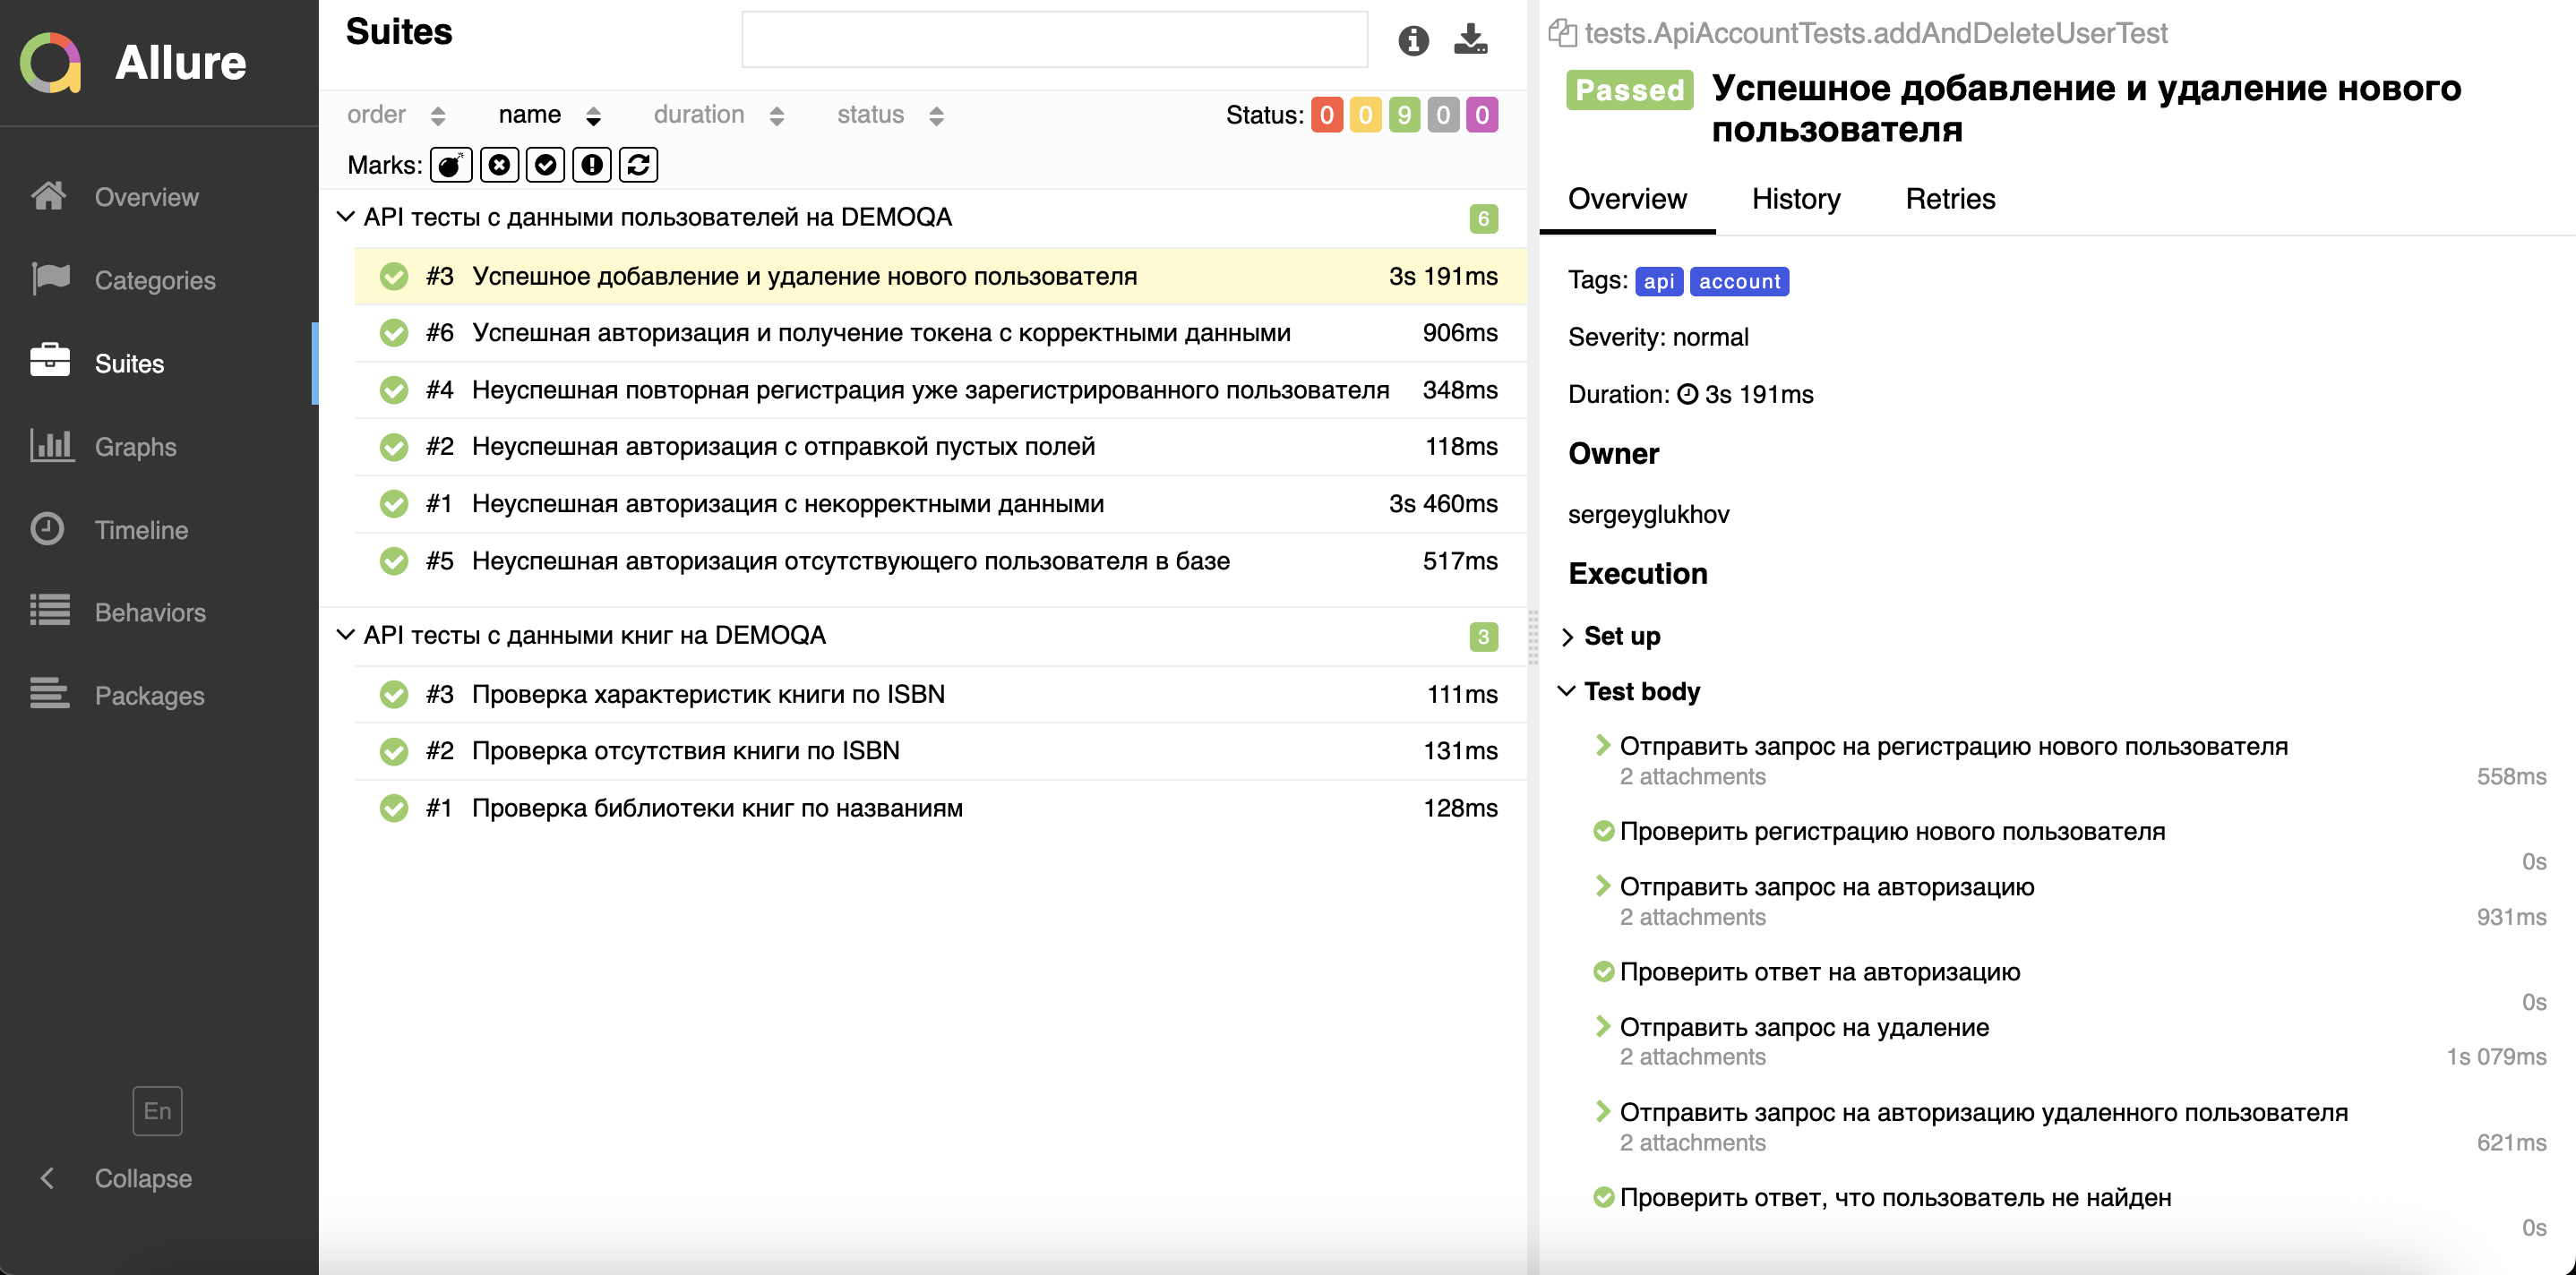 Allure
Overview
Categories
Suites
Graphs
Timeline
Behaviors
Packages
En
Collapse
Suites
order name duration status Status: 0 0 9 0 0
Marks:
API тесты с данными пользователей на DEMOQA 6
#3 Успешное добавление и удаление нового пользователя 3s 191ms
#6 Успешная авторизация и получение токена с корректными данными 906ms
#4 Неуспешная повторная регистрация уже зарегистрированного пользователя 348ms
#2 Неуспешная авторизация с отправкой пустых полей 118ms
#1 Неуспешная авторизация с некорректными данными 3s 460ms
#5 Неуспешная авторизация отсутствующего пользователя в базе 517ms
API тесты с данными книг на DEMOQA 3
#3 Проверка характеристик книги по ISBN 111ms
#2 Проверка отсутствия книги по ISBN 131ms
#1 Проверка библиотеки книг по названиям 128ms
tests.ApiAccountTests.addAndDeleteUserTest
Passed Успешное добавление и удаление нового
пользователя
Overview History Retries
Tags: api account
Severity: normal
Duration: 3s 191ms
Owner
sergeyglukhov
Execution
Set up
Test body
Отправить запрос на регистрацию нового пользователя
2 attachments 558ms
Проверить регистрацию нового пользователя
0s
Отправить запрос на авторизацию
2 attachments 931ms
Проверить ответ на авторизацию
0s
Отправить запрос на удаление
2 attachments 1s 079ms
Отправить запрос на авторизацию удаленного пользователя
2 attachments 621ms
Проверить ответ, что пользователь не найден
0s